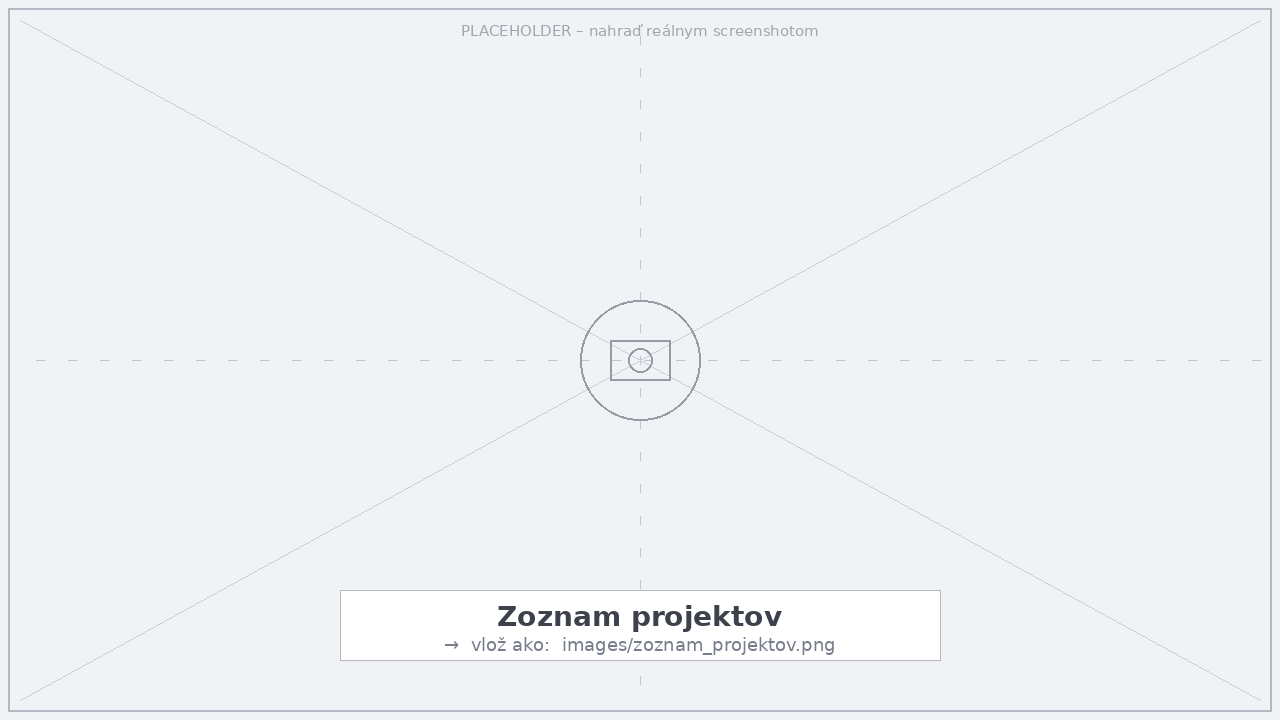 PLACEHOLDER – nahraď reálnym screenshotom
Zoznam projektov
→ vlož ako: images/zoznam_projektov.png